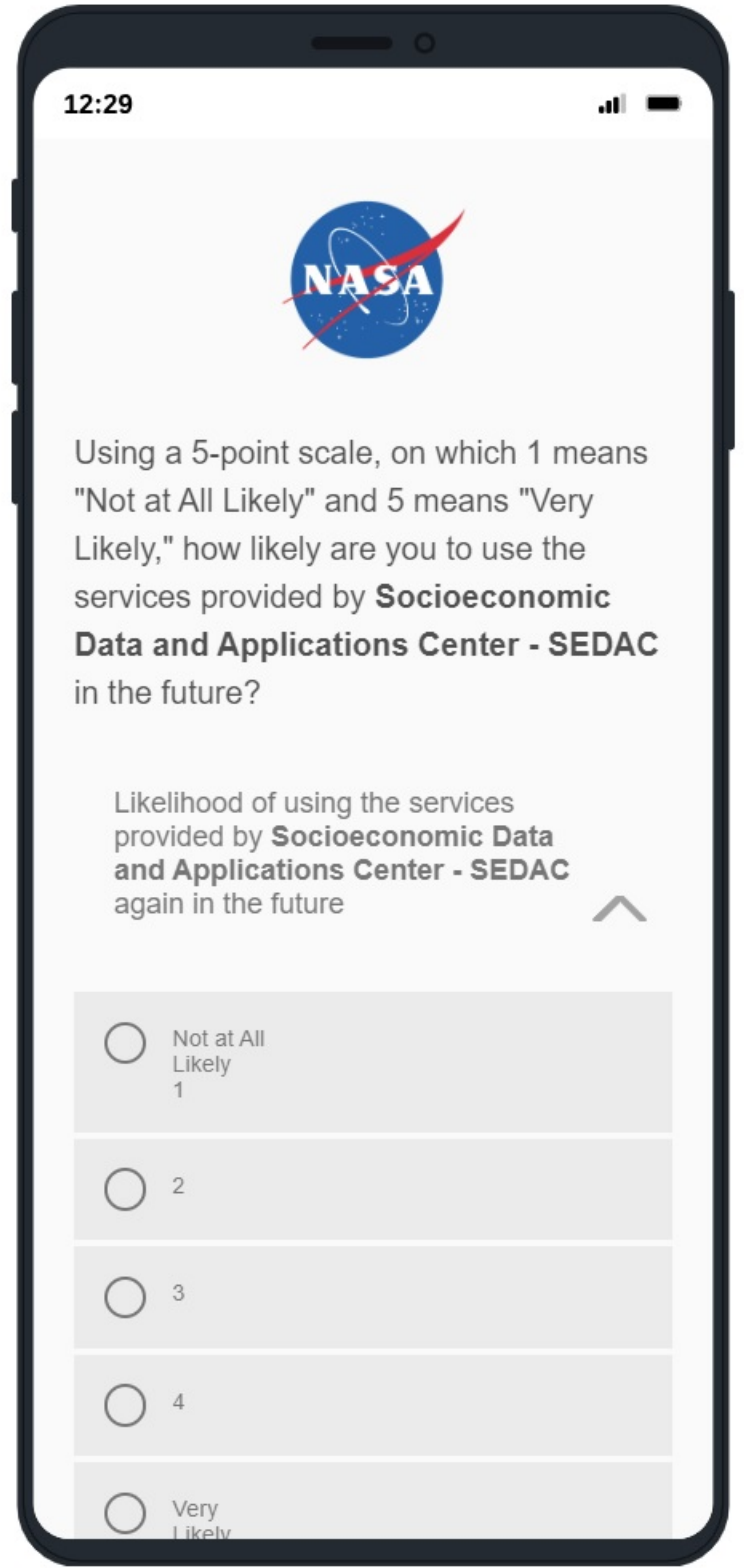 12:29
NASA
Using a 5-point scale, on which 1 means
"Not at All Likely" and 5 means "Very
Likely," how likely are you to use the
services provided by Socioeconomic
Data and Applications Center - SEDAC
in the future?
Likelihood of using the services
provided by Socioeconomic Data
and Applications Center - SEDAC
again in the future
Not at All
Likely
1
2
3
4
Very
Likely